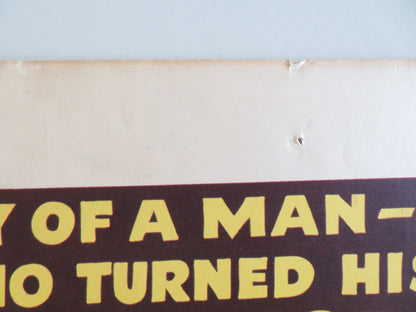 Y OF A MAN—
HO TURNED HIS